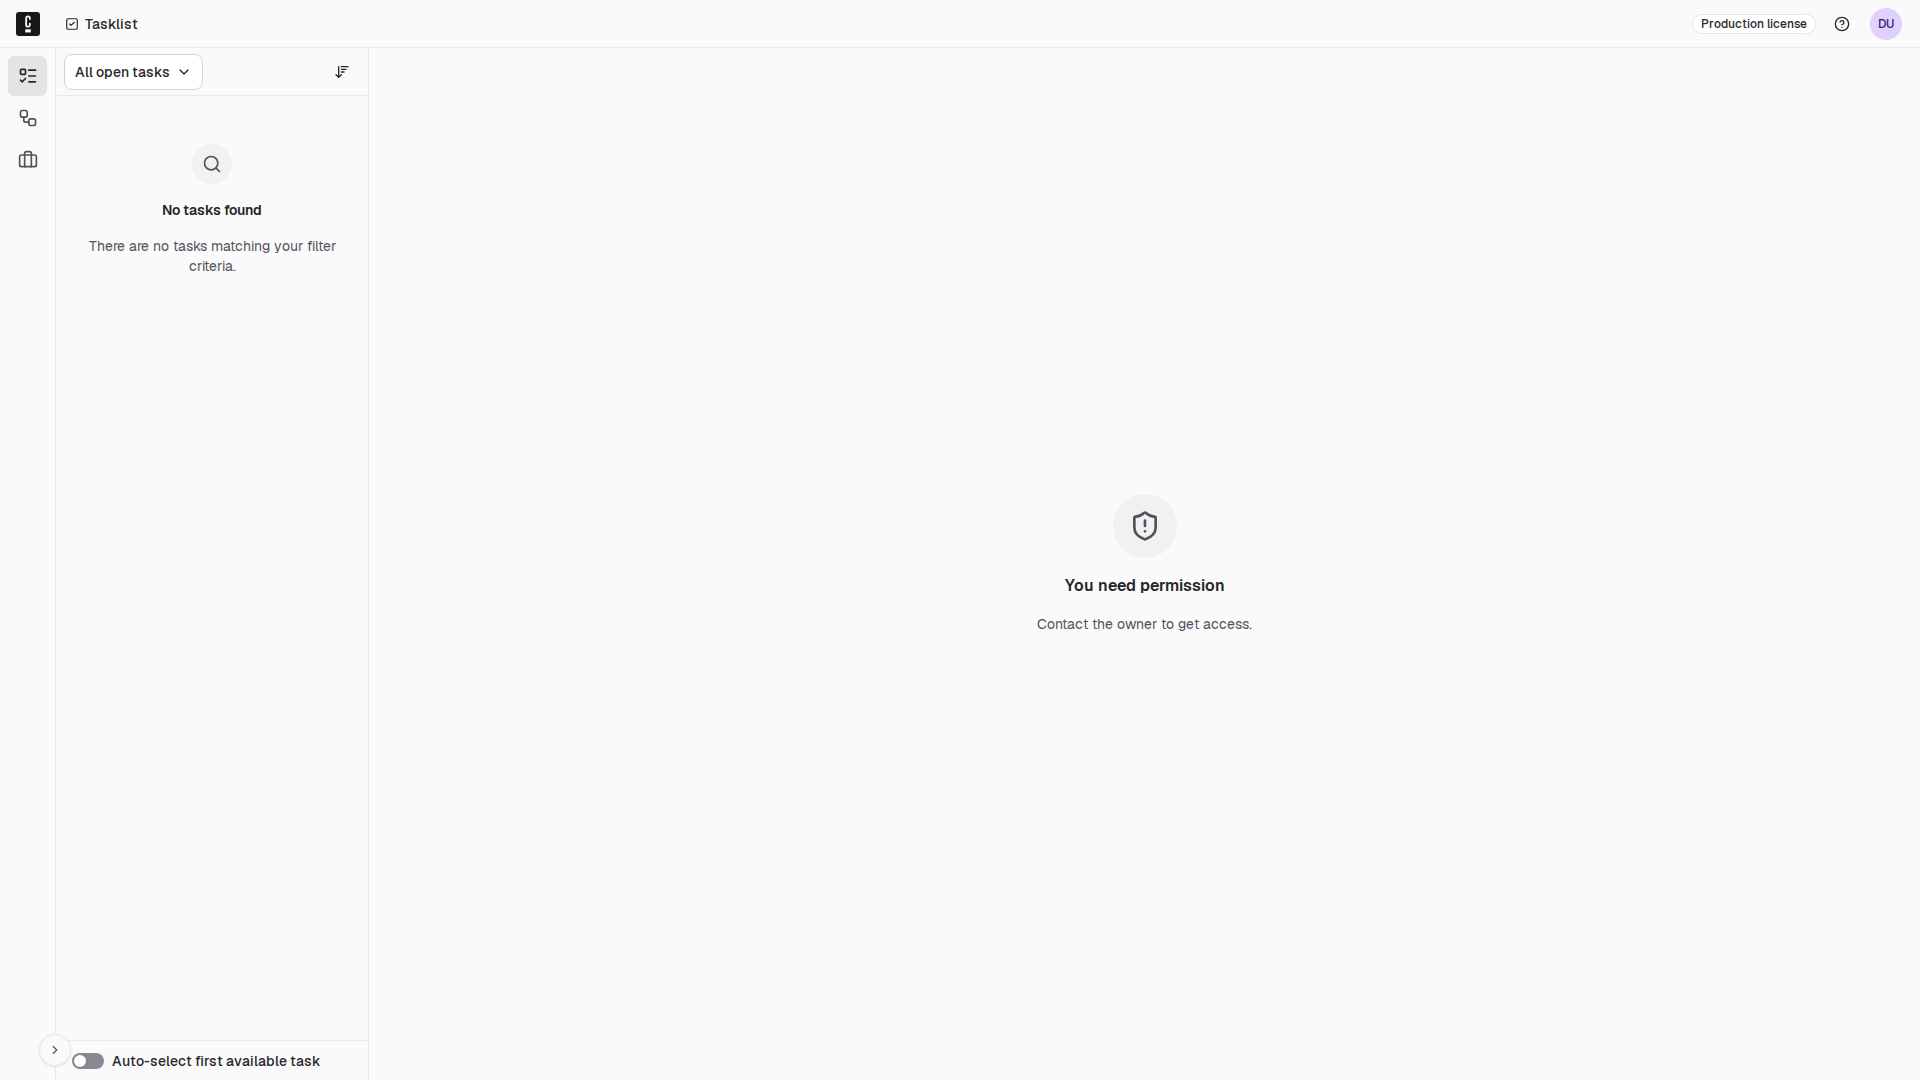 Tasklist
Production license
DU
All open tasks
No tasks found
There are no tasks matching your filter
criteria.
You need permission
Contact the owner to get access.
Auto-select first available task